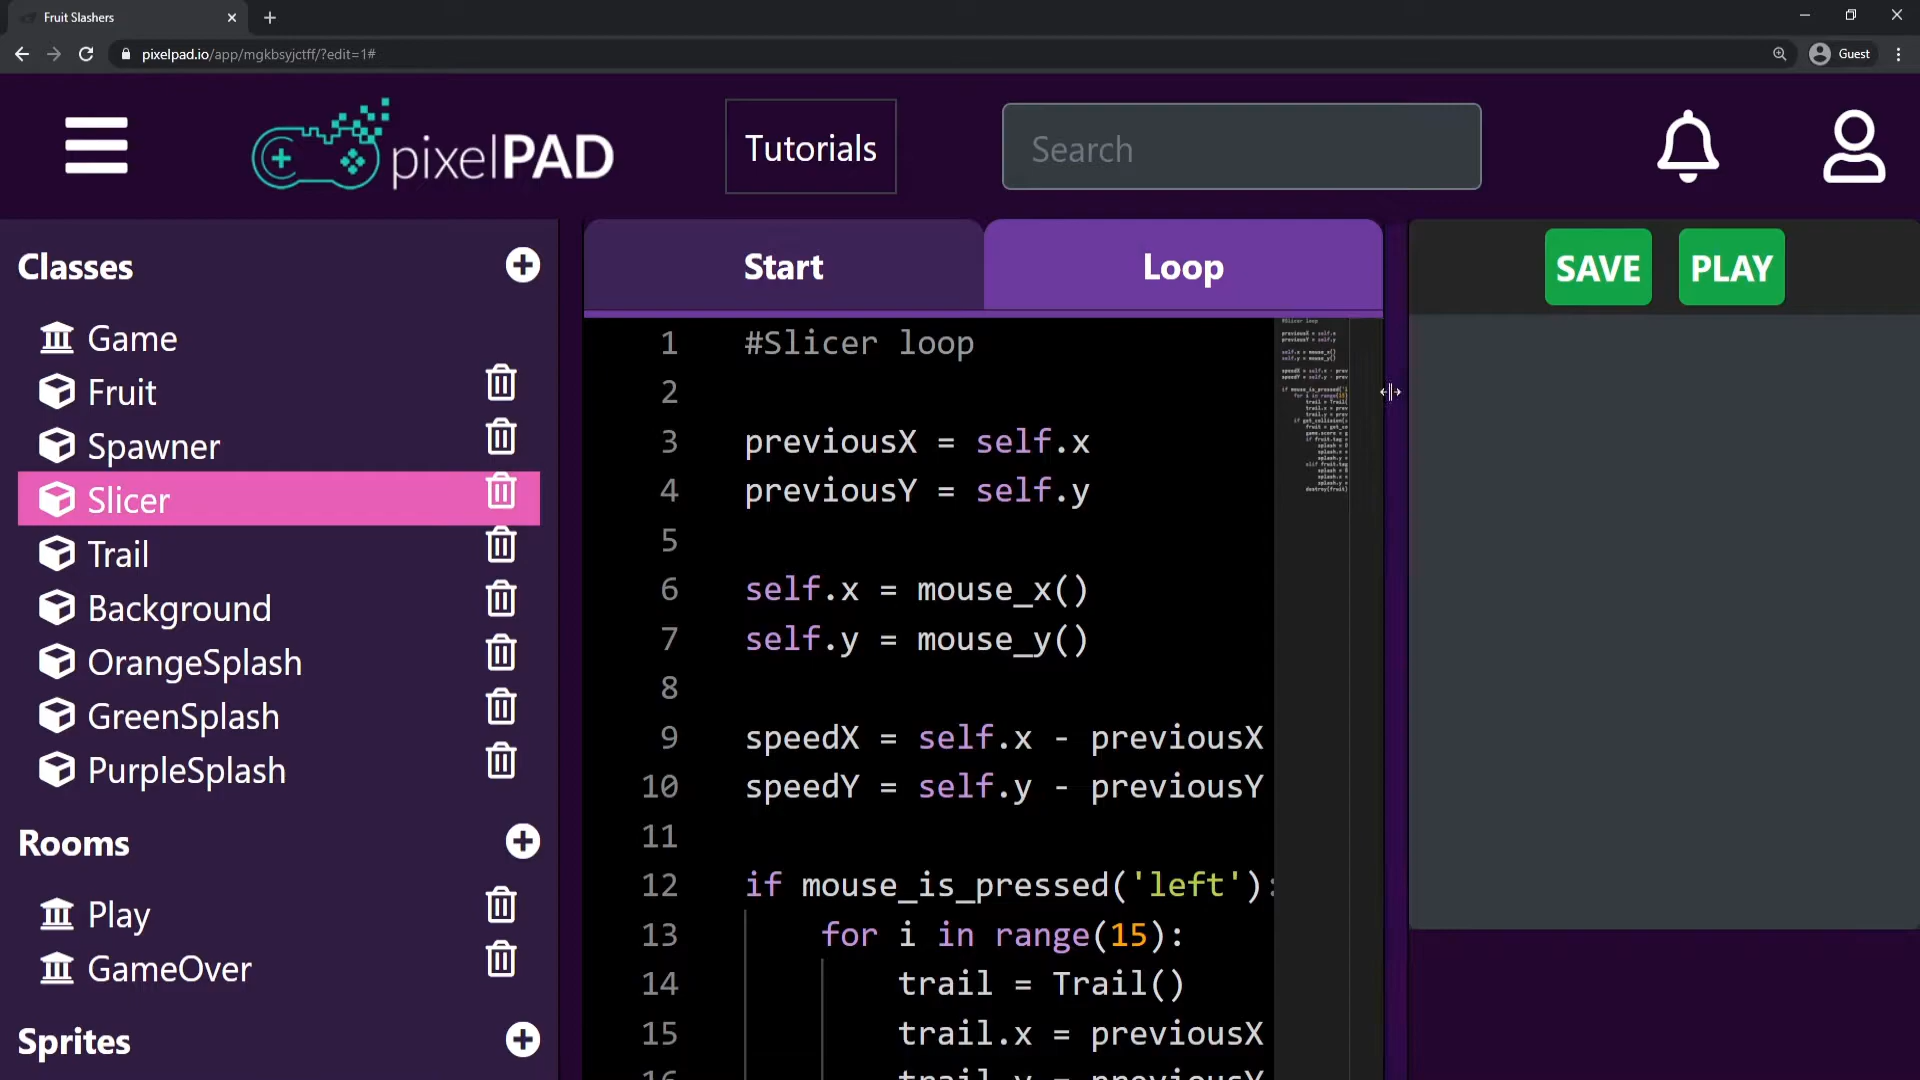 Fruit Slashers
pixelpad.io/app/mgkbsyjctff/?edit=1#
Guest
pixelPAD
Tutorials
Search
Classes
Game
Fruit
Spawner
Slicer
Trail
Background
OrangeSplash
GreenSplash
PurpleSplash
Rooms
Play
GameOver
Sprites
Start
Loop
1 #Slicer loop
2
3 previousX = self.x
4 previousY = self.y
5
6 self.x = mouse_x()
7 self.y = mouse_y()
8
9 speedX = self.x - previousX
10 speedY = self.y - previousY
11
12 if mouse_is_pressed('left'):
13 for i in range(15):
14 trail = Trail()
15 trail.x = previousX
16 trail.y = previousY
SAVE
PLAY